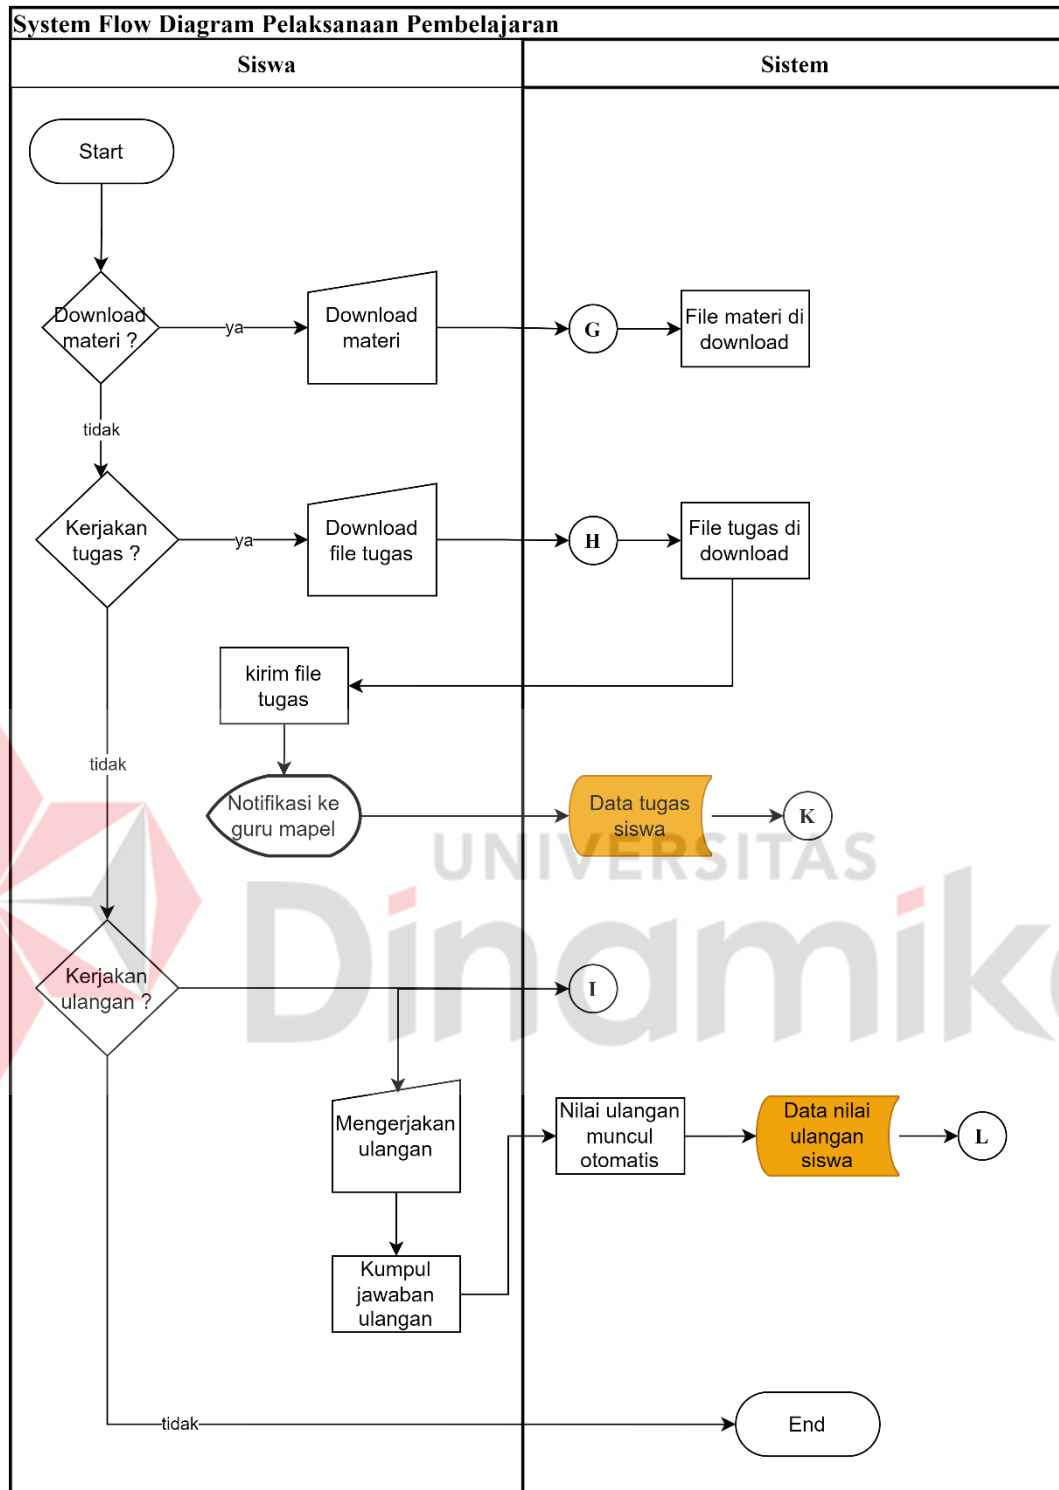 System Flow Diagram Pelaksanaan Pembelajaran
Siswa
Sistem
Start
Download
materi ?
ya
Download
materi
G
File materi di
download
tidak
Kerjakan
tugas ?
ya
Download
file tugas
H
File tugas di
download
kirim file
tugas
tidak
Notifikasi ke
guru mapel
Data tugas
siswa
K
UNIVERSITAS
Dinamika
Kerjakan
ulangan ?
I
Mengerjakan
ulangan
Nilai ulangan
muncul
otomatis
Data nilai
ulangan
siswa
L
Kumpul
jawaban
ulangan
tidak
End